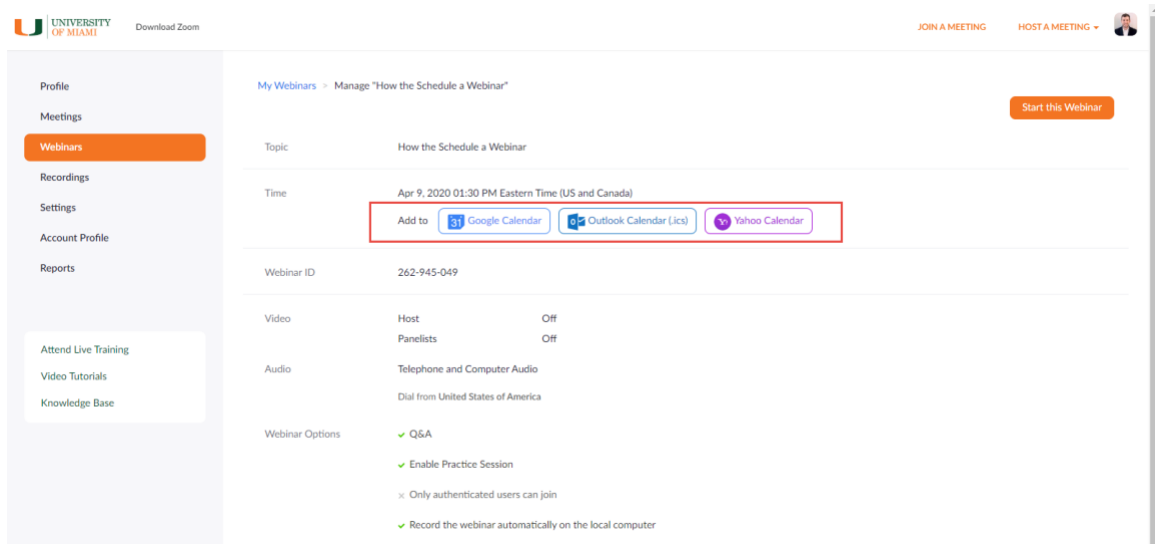 UNIVERSITY
OF MIAMI
Download Zoom
JOIN A MEETING
HOST A MEETING
Profile
Meetings
Webinars
Recordings
Settings
Account Profile
Reports
Attend Live Training
Video Tutorials
Knowledge Base
My Webinars > Manage "How the Schedule a Webinar"
Start this Webinar
Topic How the Schedule a Webinar
Time Apr 9, 2020 01:30 PM Eastern Time (US and Canada)
Add to 31 Google Calendar Outlook Calendar (.ics) Yahoo Calendar
Webinar ID 262-945-049
Video Host Off
Panelists Off
Audio Telephone and Computer Audio
Dial from United States of America
Webinar Options Q&A
Enable Practice Session
Only authenticated users can join
Record the webinar automatically on the local computer